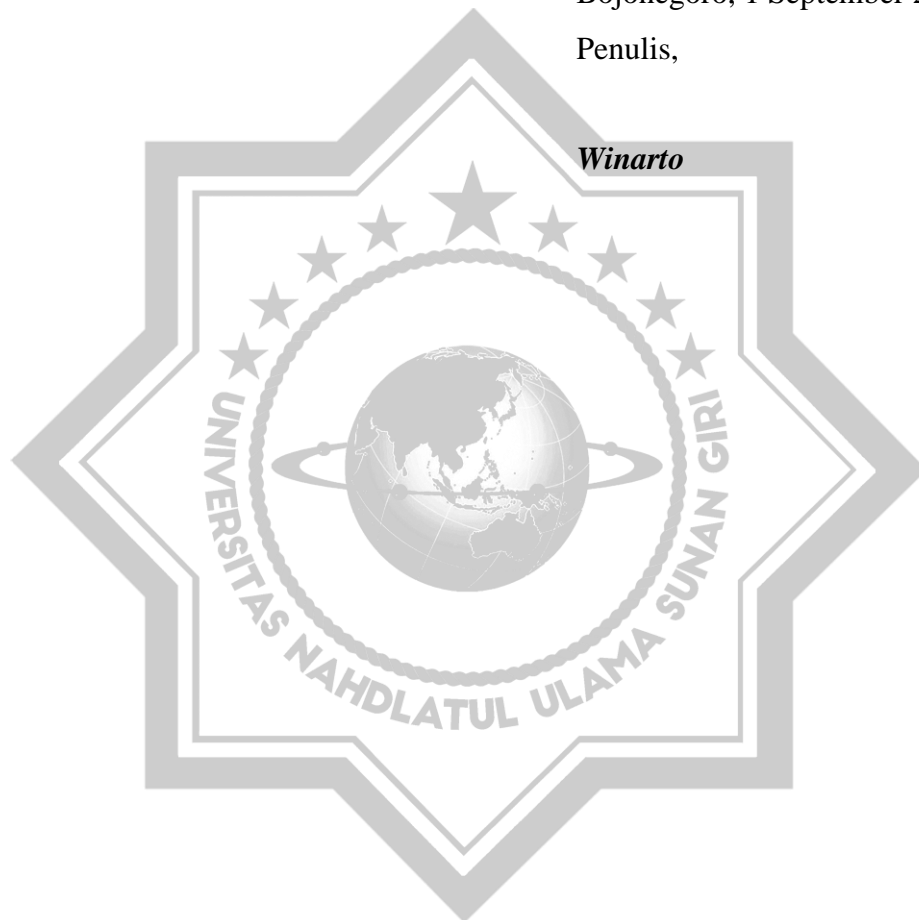 Bojonegoro, 1 September
Penulis,
Winarto
UNIVERSITAS NAHDLATUL ULAMA SUNAN GIRI